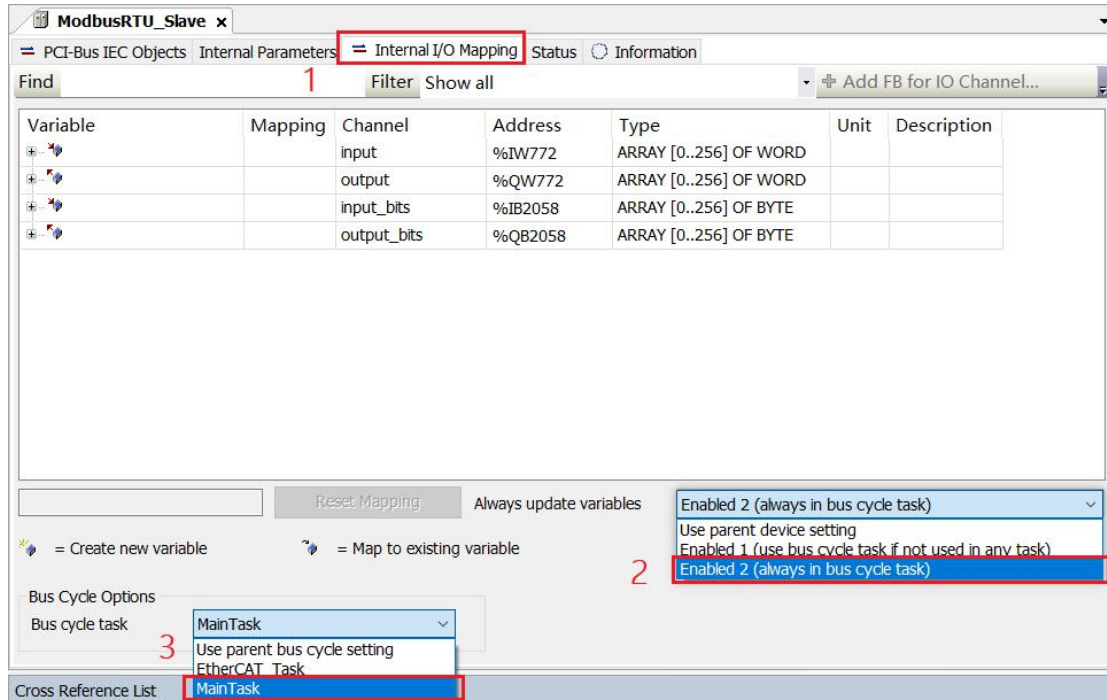 ModbusRTU_Slave x
PCI-Bus IEC Objects Internal Parameters Internal I/O Mapping Status Information
1
Find Filter Show all Add FB for IO Channel...
Variable Mapping Channel Address Type Unit Description
input %IW772 ARRAY [0..256] OF WORD
output %QW772 ARRAY [0..256] OF WORD
input_bits %IB2058 ARRAY [0..256] OF BYTE
output_bits %QB2058 ARRAY [0..256] OF BYTE
Reset Mapping Always update variables Enabled 2 (always in bus cycle task)
Use parent device setting
= Create new variable = Map to existing variable Enabled 1 (use bus cycle task if not used in any task)
2 Enabled 2 (always in bus cycle task)
Bus Cycle Options
Bus cycle task MainTask
3 Use parent bus cycle setting
EtherCAT_Task
Cross Reference List MainTask